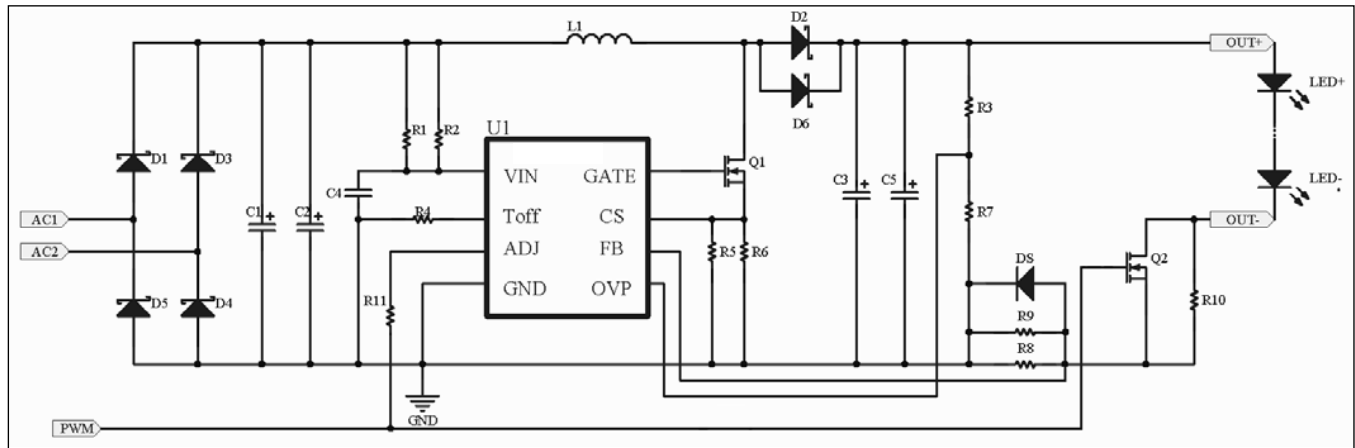 D2
L1
OUT+
LED+
D6
R3
R1
R2
U1
D1
D3
Q1
VIN
GATE
C4
C3
C5
LED-
C1
C2
R4
Toff
CS
R7
OUT-
AC1
AC2
ADJ
FB
R5
R6
DS
Q2
GND
OVP
R11
D5
D4
R9
R10
R8
GND
PWM